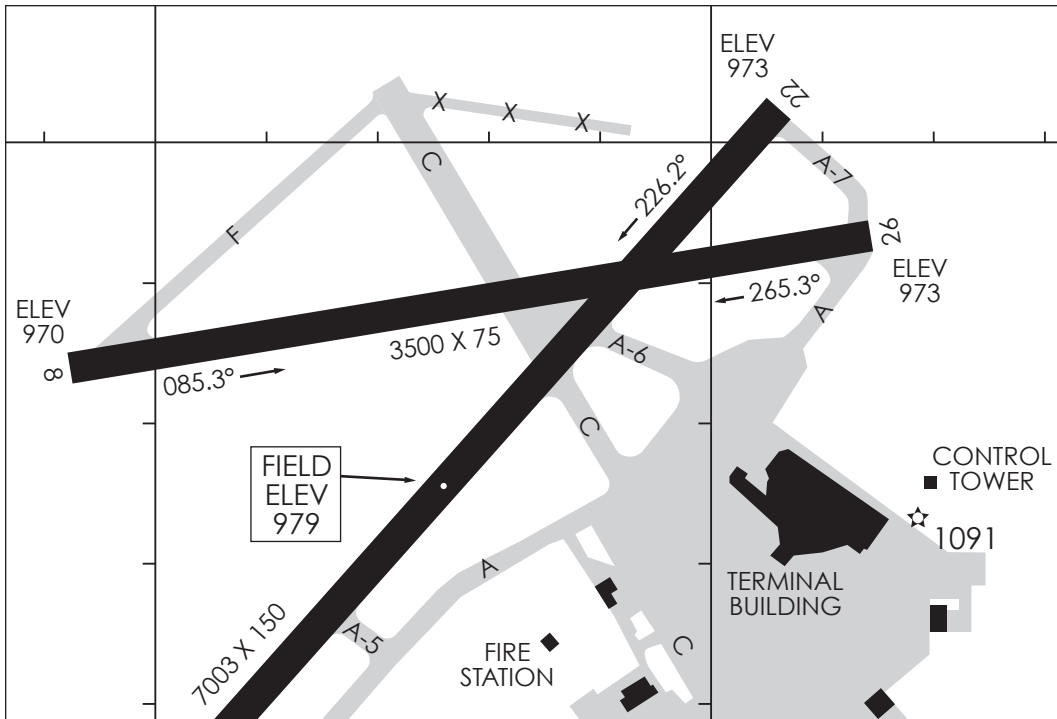 ELEV
973
22
X X X
C
A-7
226.2°
F
26
ELEV
973
265.3°
A
ELEV
970
8
3500 X 75
085.3°
A-6
C
FIELD
ELEV
979
CONTROL
TOWER
1091
A
TERMINAL
BUILDING
7003 X 150
A-5
FIRE
STATION
C